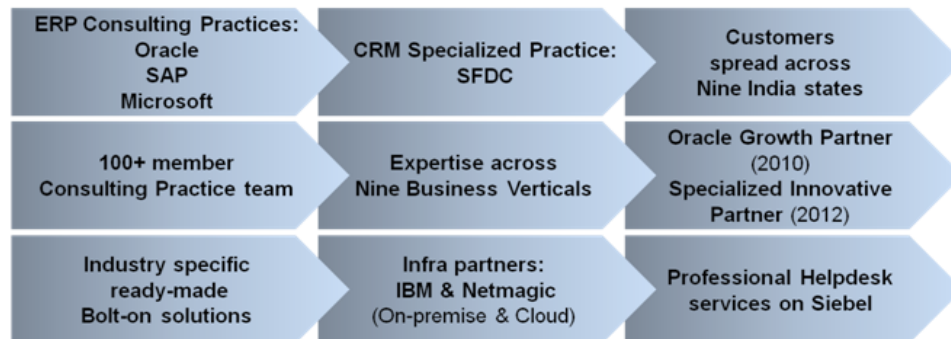 ERP Consulting Practices:
Oracle
SAP
Microsoft
CRM Specialized Practice:
SFDC
Customers
spread across
Nine India states
100+ member
Consulting Practice team
Expertise across
Nine Business Verticals
Oracle Growth Partner
(2010)
Specialized Innovative
Partner (2012)
Industry specific
ready-made
Bolt-on solutions
Infra partners:
IBM & Netmagic
(On-premise & Cloud)
Professional Helpdesk
services on Siebel